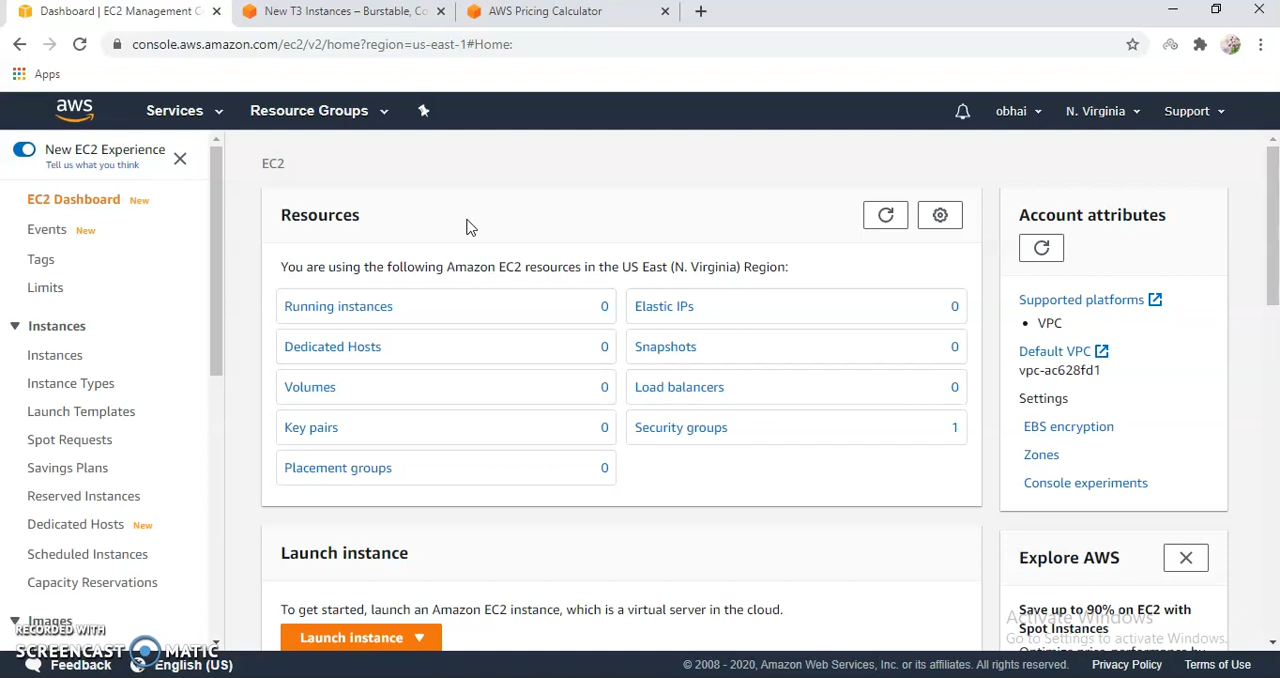 Dashboard | EC2 Management C
New T3 Instances – Burstable, Co
AWS Pricing Calculator
console.aws.amazon.com/ec2/v2/home?region=us-east-1#Home:
Apps
aws
Services
Resource Groups
obhai
N. Virginia
Support
New EC2 Experience
Tell us what you think
EC2 Dashboard New
Events New
Tags
Limits
Instances
Instances
Instance Types
Launch Templates
Spot Requests
Savings Plans
Reserved Instances
Dedicated Hosts New
Scheduled Instances
Capacity Reservations
Images
EC2
Resources
You are using the following Amazon EC2 resources in the US East (N. Virginia) Region:
Running instances 0
Elastic IPs 0
Dedicated Hosts 0
Snapshots 0
Volumes 0
Load balancers 0
Key pairs 0
Security groups 1
Placement groups 0
Launch instance
To get started, launch an Amazon EC2 instance, which is a virtual server in the cloud.
Launch instance
Account attributes
Supported platforms
• VPC
Default VPC
vpc-ac628fd1
Settings
EBS encryption
Zones
Console experiments
Explore AWS
Save up to 90% on EC2 with
Spot Instances
Optimize price-performance by
Activate Windows
Go to Settings to activate Windows.
RECORDED WITH
SCREENCAST MATIC
Feedback
English (US)
© 2008 - 2020, Amazon Web Services, Inc. or its affiliates. All rights reserved.
Privacy Policy
Terms of Use